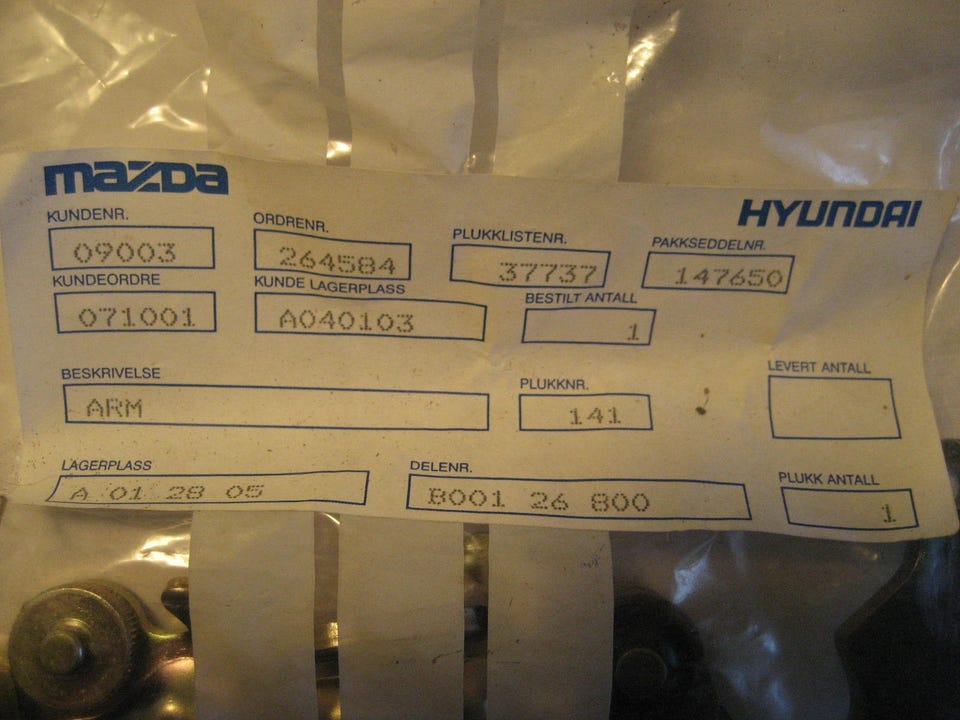 mazda
HYUNDAI
KUNDENR. ORDRENR. PLUKKLISTENR. PAKKSEDDELNR.
09003 264584 37737 147650
KUNDEORDRE KUNDE LAGERPLASS BESTILT ANTALL
071001 A040103 1
BESKRIVELSE PLUKKNR. LEVERT ANTALL
ARM 141
LAGERPLASS DELENR. PLUKK ANTALL
A 01 28 05 B001 26 800 1